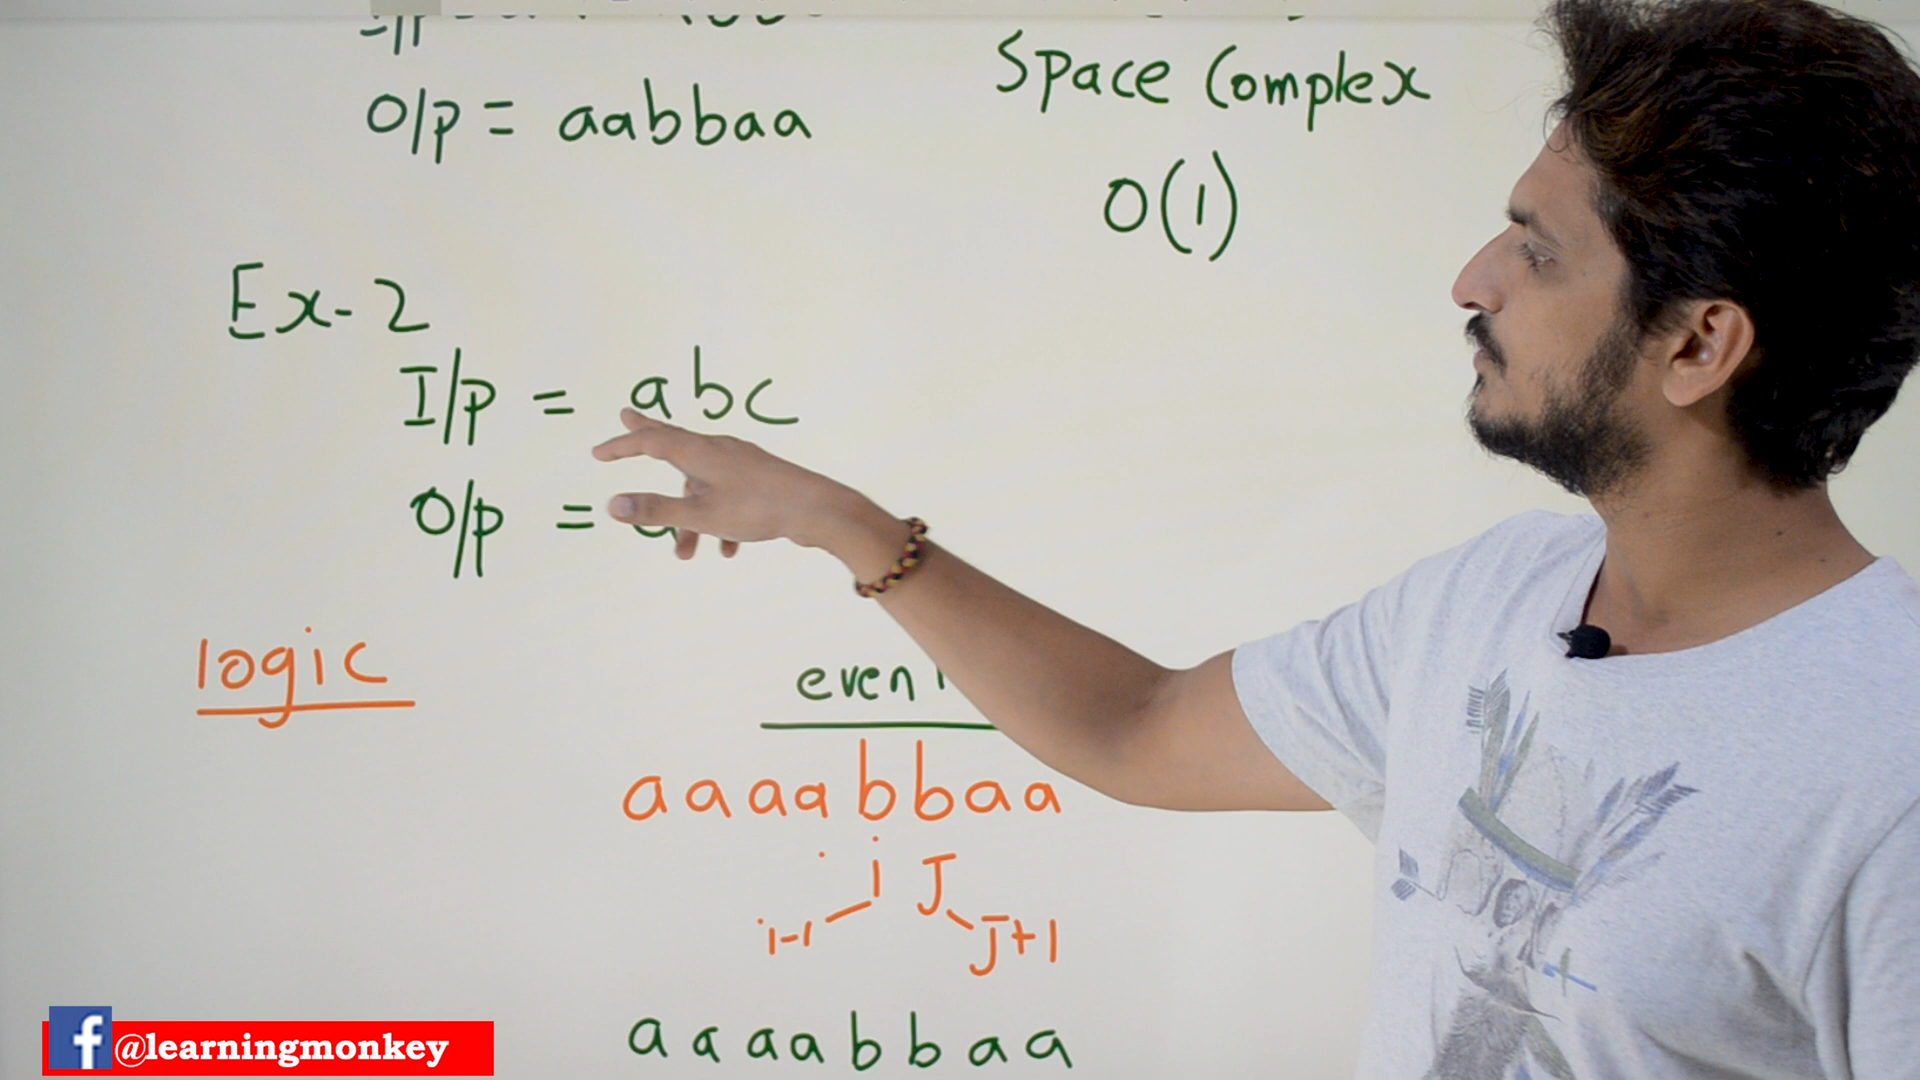 O/p = aabbaa
Space Complex
O(1)
Ex-2
I/p = abc
O/p = a
logic
even
aaaabbaa
i J
i-1 J+1
aaaabbaa
f @learningmonkey